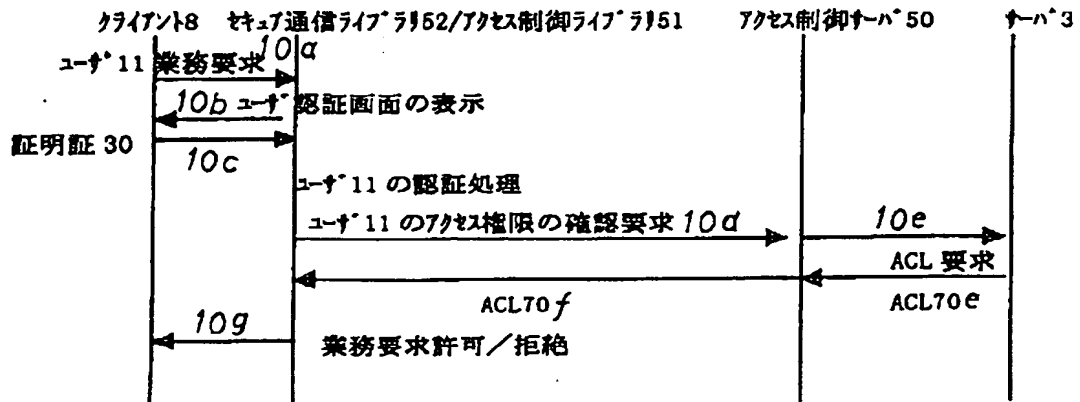 クライアント8 セキュア通信ライブラリ52/アクセス制御ライブラリ51 アクセス制御サーバ50 サーバ3
ユーザ11 業務要求 10a
10b ユーザ認証画面の表示
証明証30
10c
ユーザ11の認証処理
ユーザ11のアクセス権限の確認要求 10d 10e
ACL要求
ACL70f ACL70e
10g
業務要求許可／拒絶